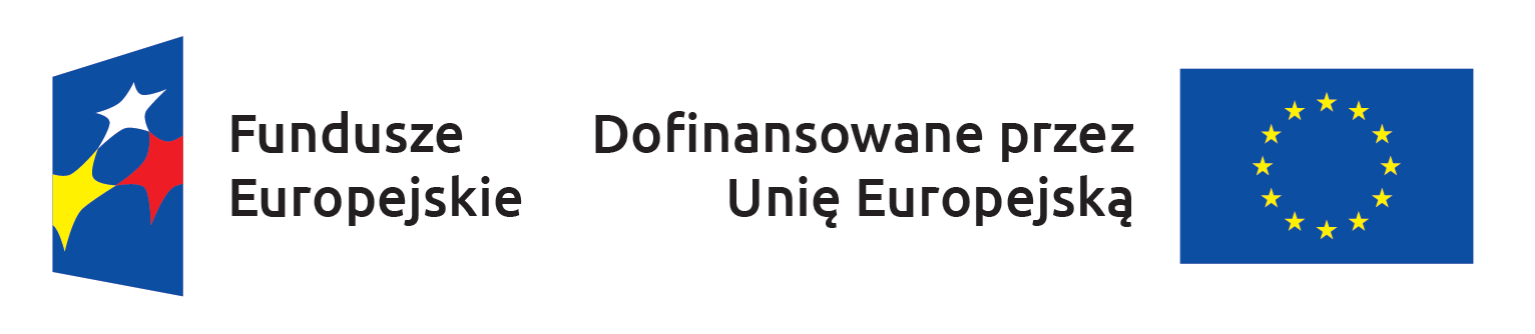 Fundusze
Europejskie
Dofinansowane przez
Unię Europejską